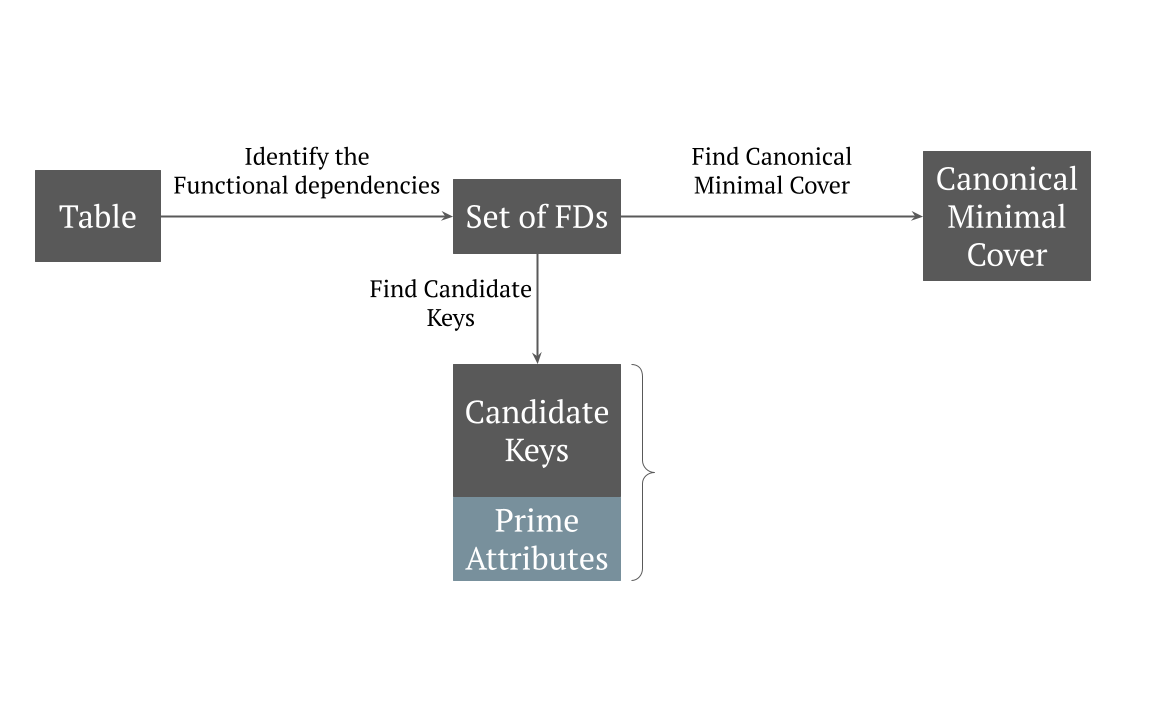 Identify the
Functional dependencies
Find Canonical
Minimal Cover
Table
Set of FDs
Canonical
Minimal
Cover
Find Candidate
Keys
Candidate
Keys
Prime
Attributes